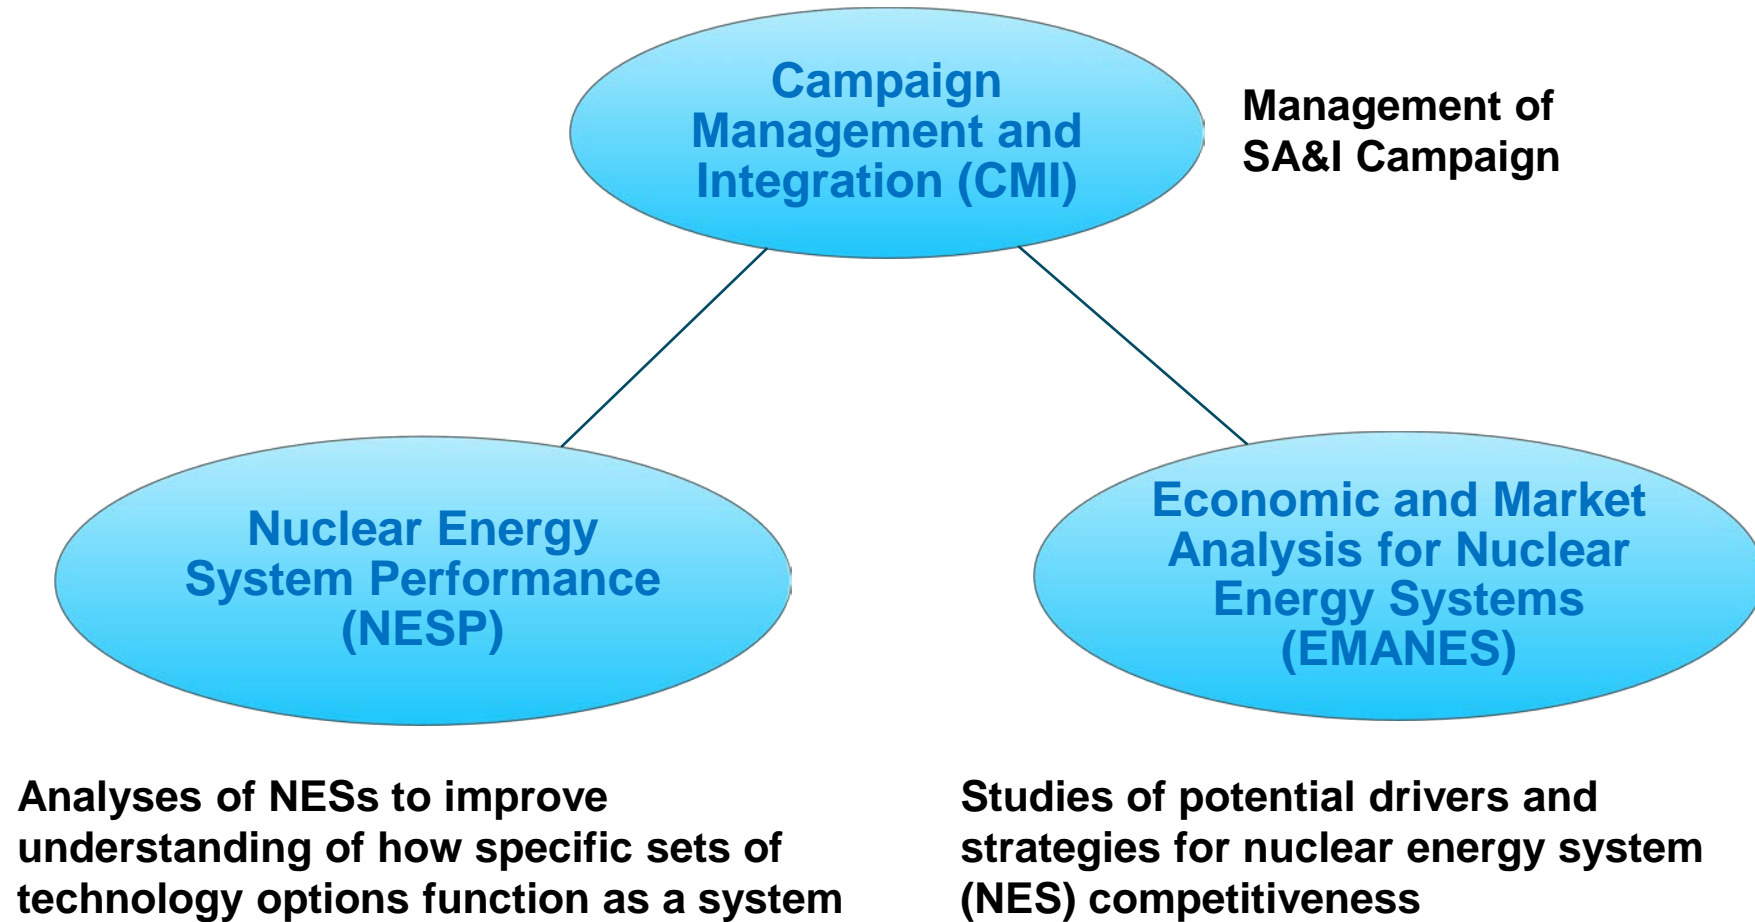 Campaign
Management and
Integration (CMI)
Management of
SA&I Campaign
Nuclear Energy
System Performance
(NESP)
Economic and Market
Analysis for Nuclear
Energy Systems
(EMANES)
Analyses of NESs to improve
understanding of how specific sets of
technology options function as a system
Studies of potential drivers and
strategies for nuclear energy system
(NES) competitiveness